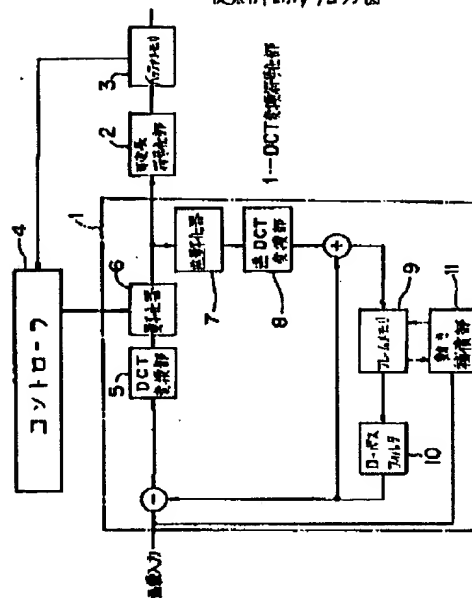 コントローラ
4
1
6
量子化器
5
DCT
変換部
2
可変長
符号化部
3
バッファメモリ
1—DCT変換符号化部
逆量子化器
7
逆DCT
変換部
8
+
9
フレームメモリ
11
動き
補償部
ローパス
フィルタ
10
−
画像入力